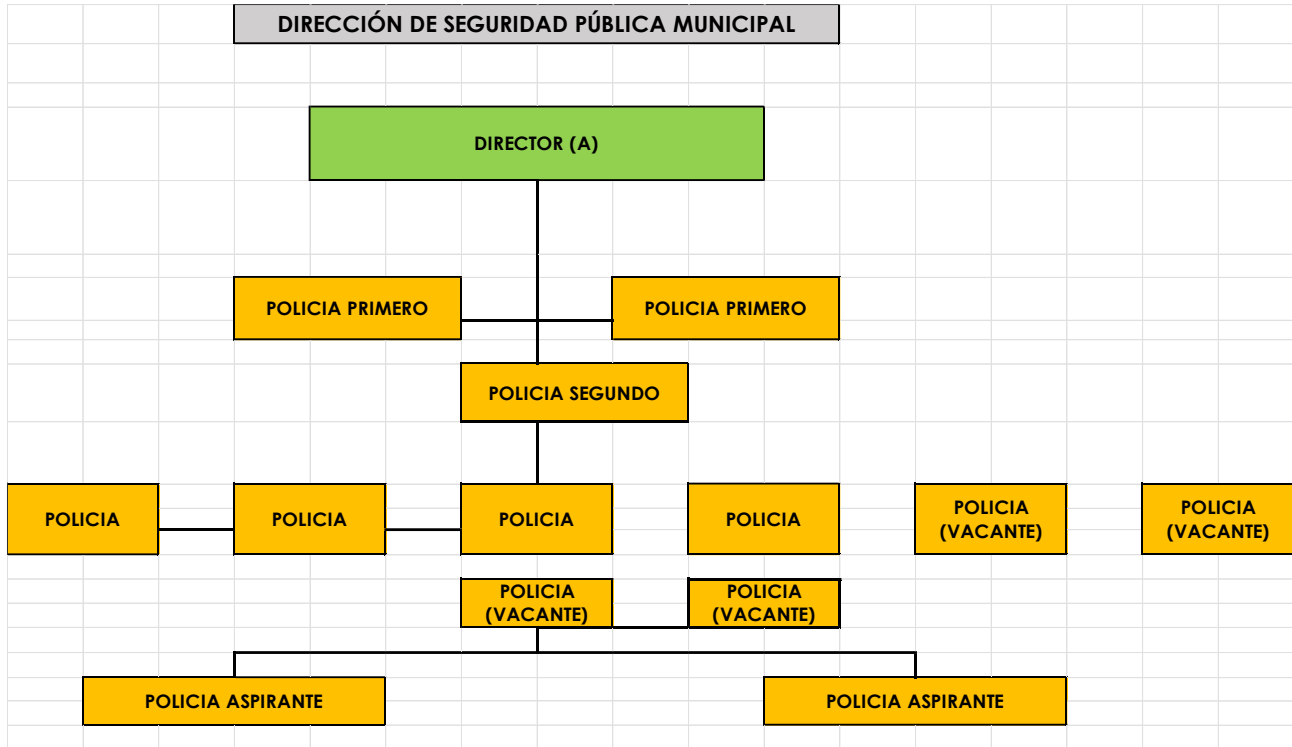 DIRECCIÓN DE SEGURIDAD PÚBLICA MUNICIPAL
DIRECTOR (A)
POLICIA PRIMERO
POLICIA PRIMERO
POLICIA SEGUNDO
POLICIA
POLICIA
POLICIA
POLICIA
POLICIA
(VACANTE)
POLICIA
(VACANTE)
POLICIA
(VACANTE)
POLICIA
(VACANTE)
POLICIA ASPIRANTE
POLICIA ASPIRANTE